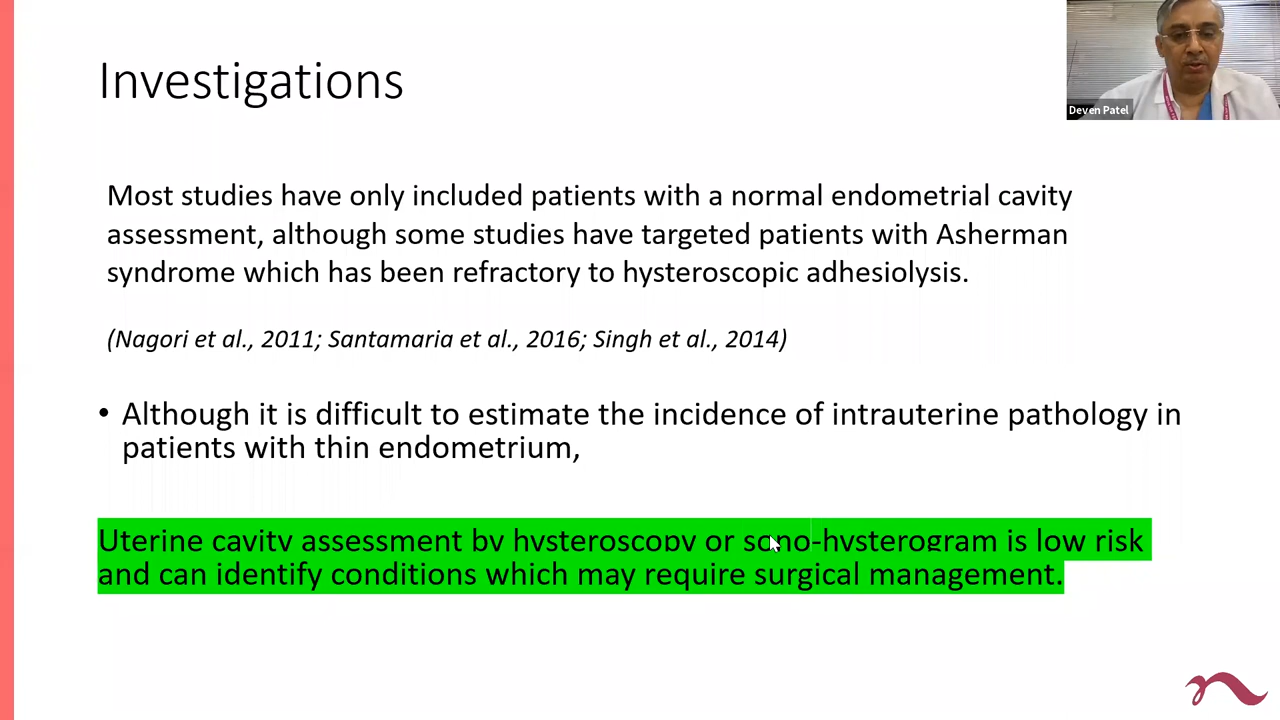 Investigations
Deven Patel
Most studies have only included patients with a normal endometrial cavity
assessment, although some studies have targeted patients with Asherman
syndrome which has been refractory to hysteroscopic adhesiolysis.
(Nagori et al., 2011; Santamaria et al., 2016; Singh et al., 2014)
• Although it is difficult to estimate the incidence of intrauterine pathology in
patients with thin endometrium,
Uterine cavity assessment by hysteroscopy or sono-hysterogram is low risk
and can identify conditions which may require surgical management.